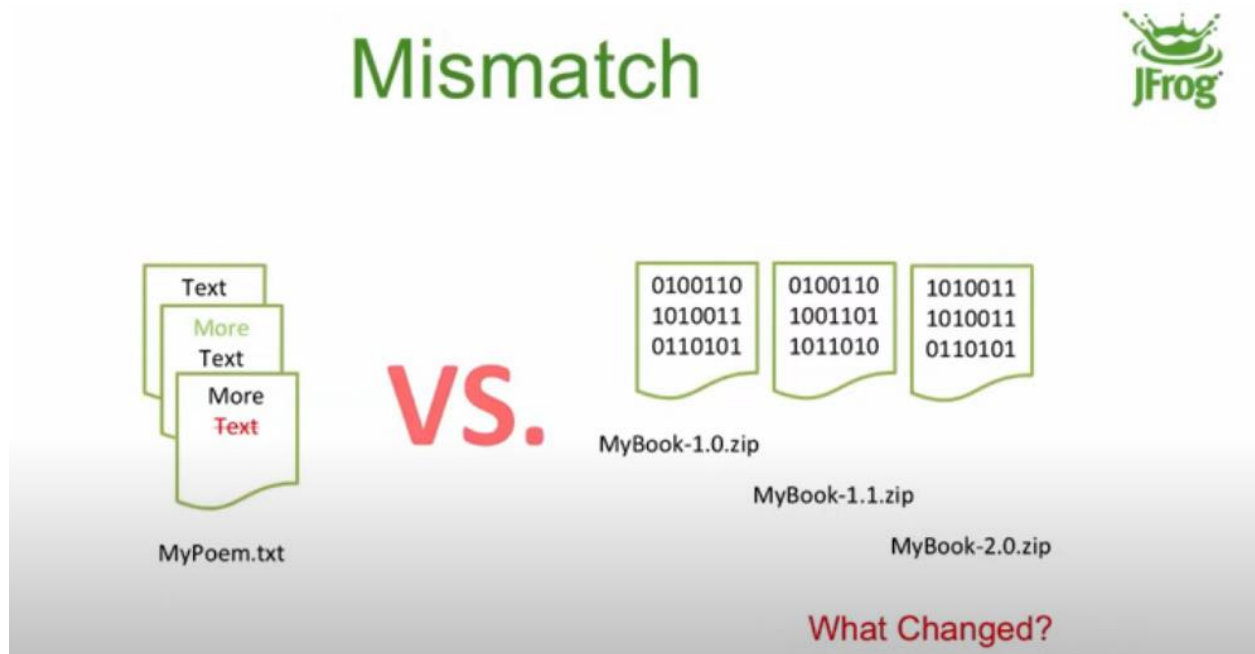 Mismatch
JFrog
Text
More
Text
More
Text
MyPoem.txt
VS.
0100110
1010011
0110101
0100110
1001101
1011010
1010011
1010011
0110101
MyBook-1.0.zip
MyBook-1.1.zip
MyBook-2.0.zip
What Changed?